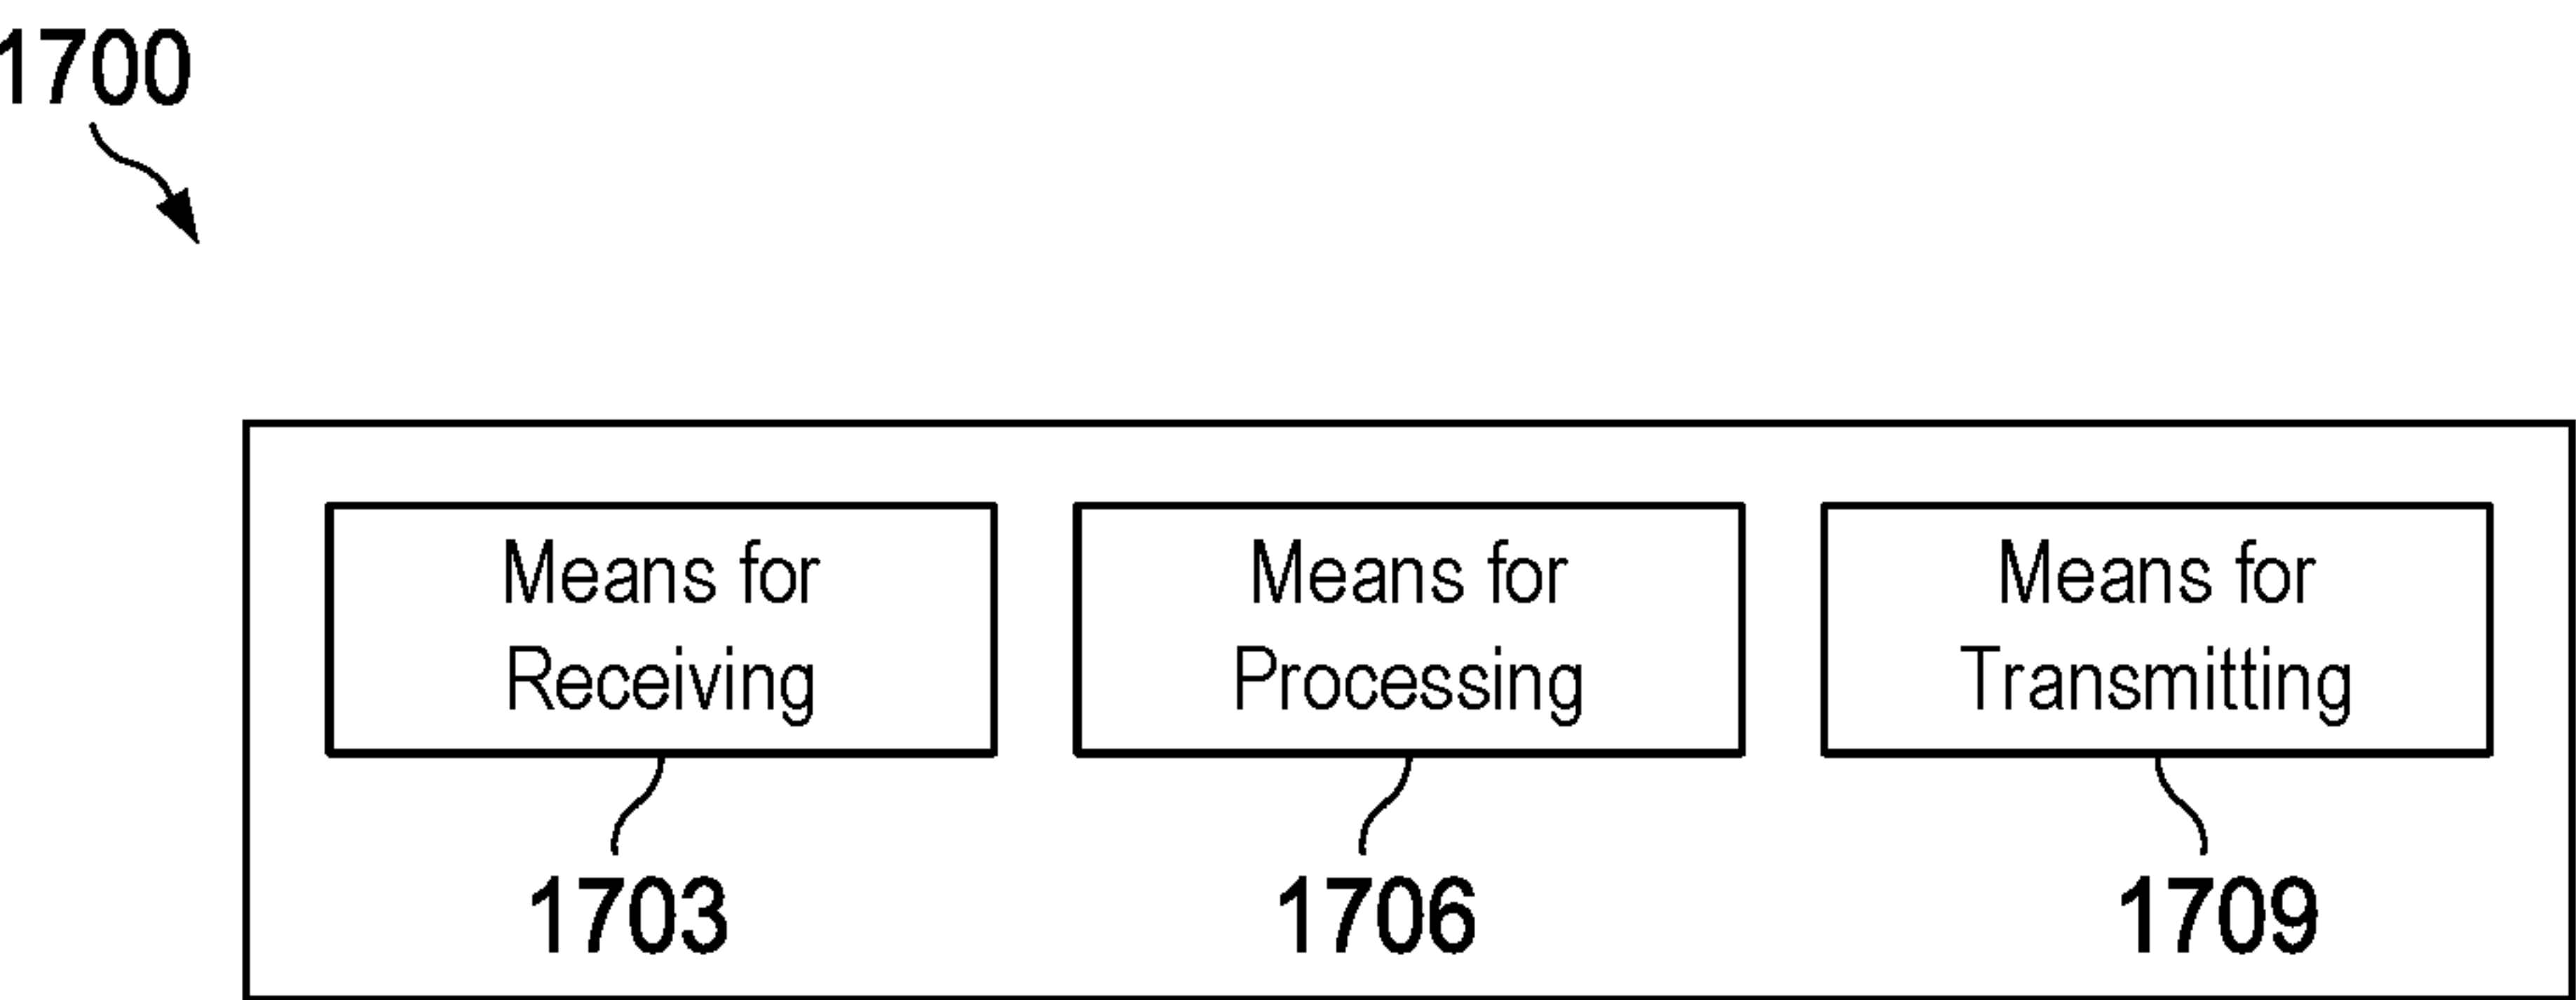 1700
Means for
Receiving
Means for
Processing
Means for
Transmitting
1703
1706
1709